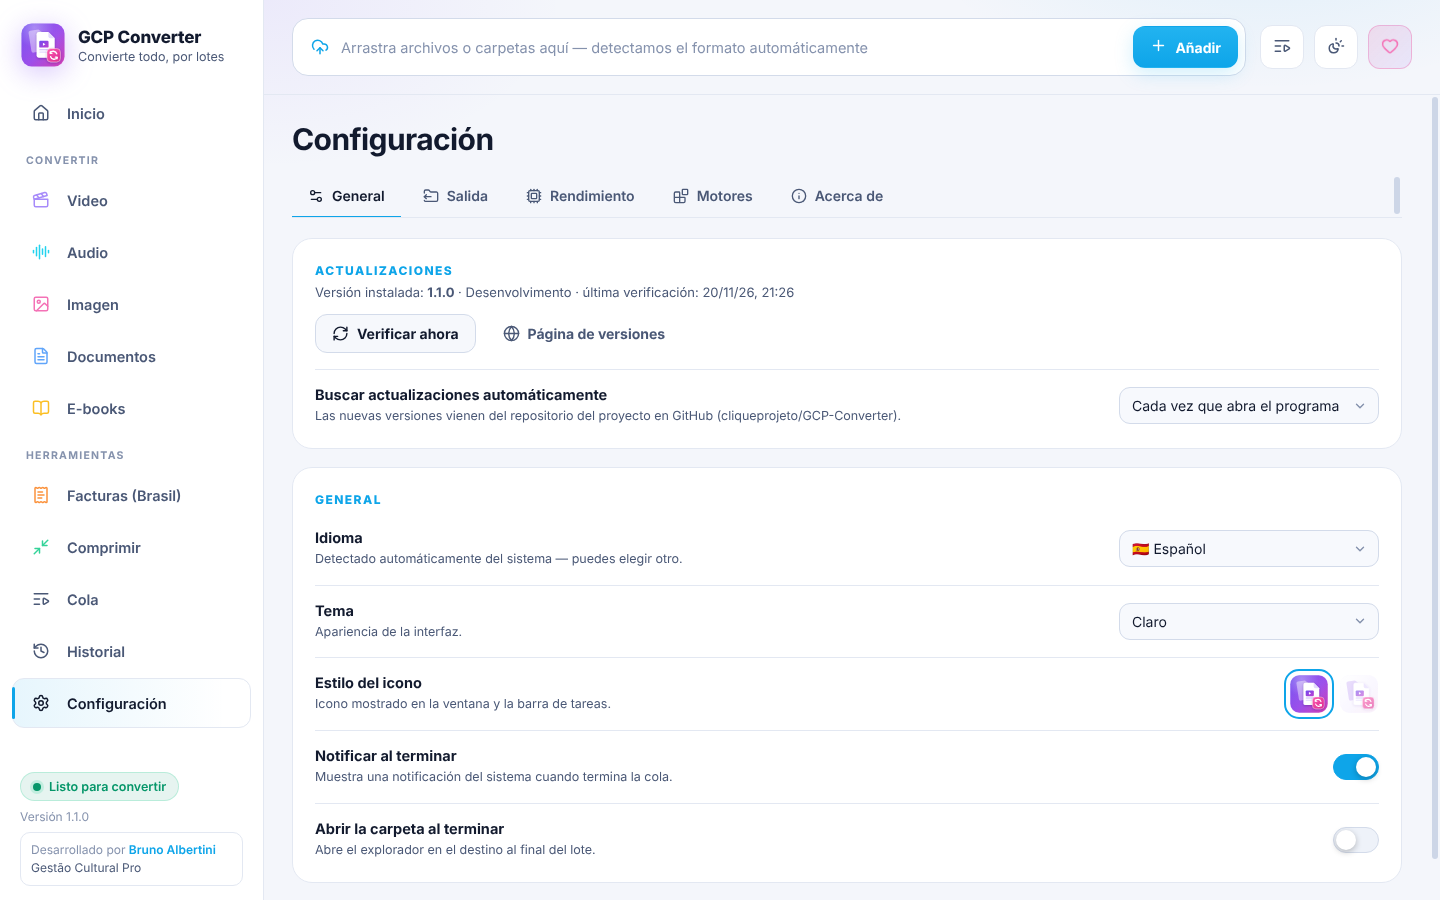 GCP Converter
Convierte todo, por lotes
Inicio
CONVERTIR
Video
Audio
Imagen
Documentos
E-books
HERRAMIENTAS
Facturas (Brasil)
Comprimir
Cola
Historial
Configuración
Listo para convertir
Versión 1.1.0
Desarrollado por Bruno Albertini
Gestão Cultural Pro
Arrastra archivos o carpetas aquí — detectamos el formato automáticamente
Añadir
Configuración
General
Salida
Rendimiento
Motores
Acerca de
ACTUALIZACIONES
Versión instalada: 1.1.0 · Desenvolvimento · última verificación: 20/11/26, 21:26
Verificar ahora
Página de versiones
Buscar actualizaciones automáticamente
Las nuevas versiones vienen del repositorio del proyecto en GitHub (cliqueprojeto/GCP-Converter).
Cada vez que abra el programa
GENERAL
Idioma
Detectado automáticamente del sistema — puedes elegir otro.
Español
Tema
Apariencia de la interfaz.
Claro
Estilo del icono
Icono mostrado en la ventana y la barra de tareas.
Notificar al terminar
Muestra una notificación del sistema cuando termina la cola.
Abrir la carpeta al terminar
Abre el explorador en el destino al final del lote.